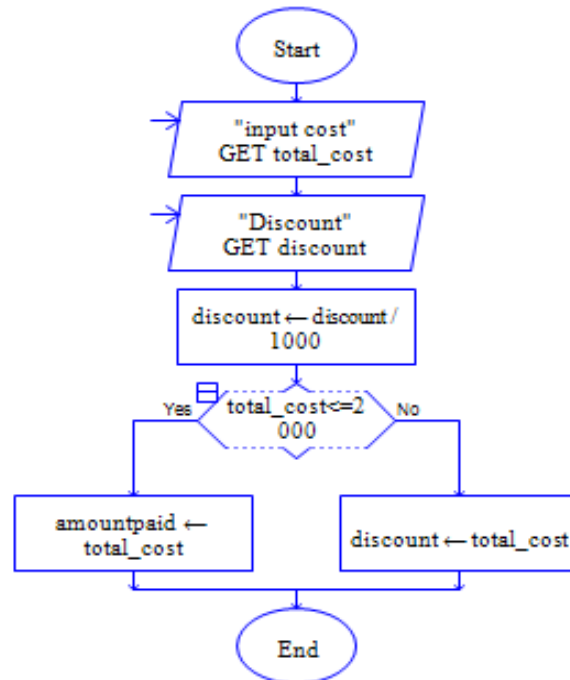 Start
"input cost"
GET total_cost
"Discount"
GET discount
discount ← discount /
1000
total_cost<=2
000
Yes
No
amountpaid ←
total_cost
discount ← total_cost
End